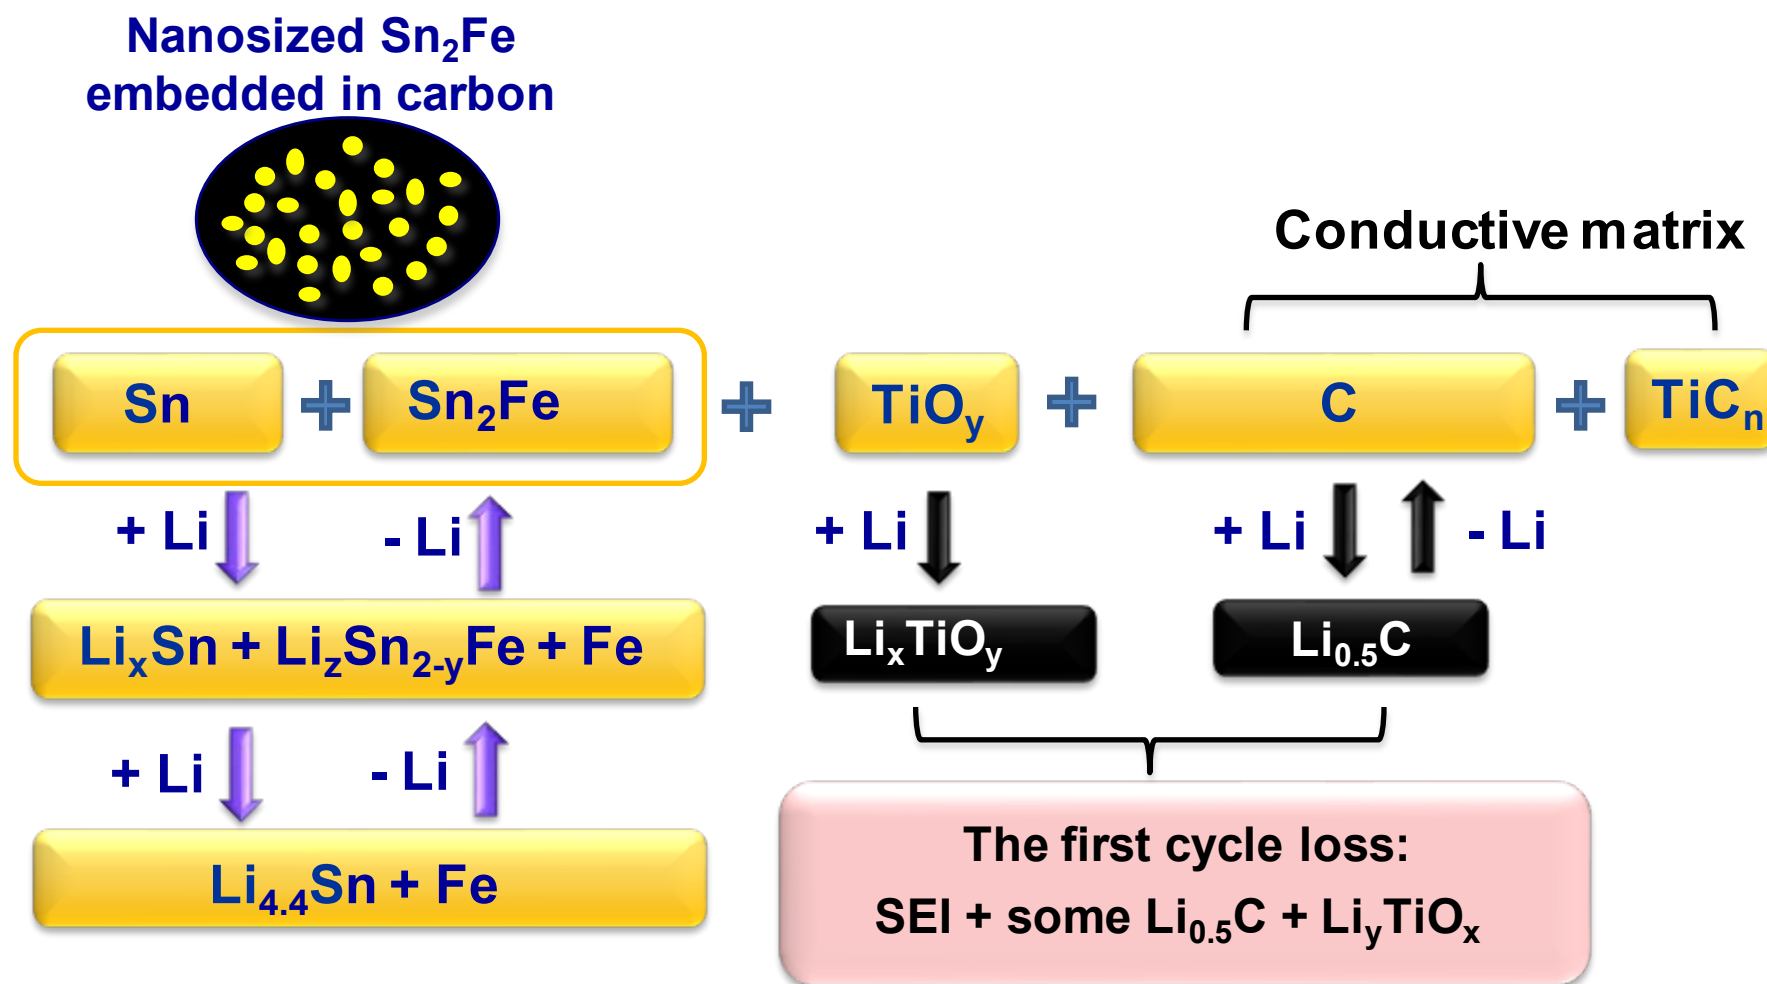 Nanosized Sn₂Fe
embedded in carbon
Conductive matrix
Sn + Sn₂Fe + TiOy + C + TiCn
+ Li - Li + Li + Li - Li
LixSn + LizSn2-yFe + Fe
LixTiOy
Li0.5C
+ Li - Li
Li4.4Sn + Fe
The first cycle loss:
SEI + some Li0.5C + LiyTiOx